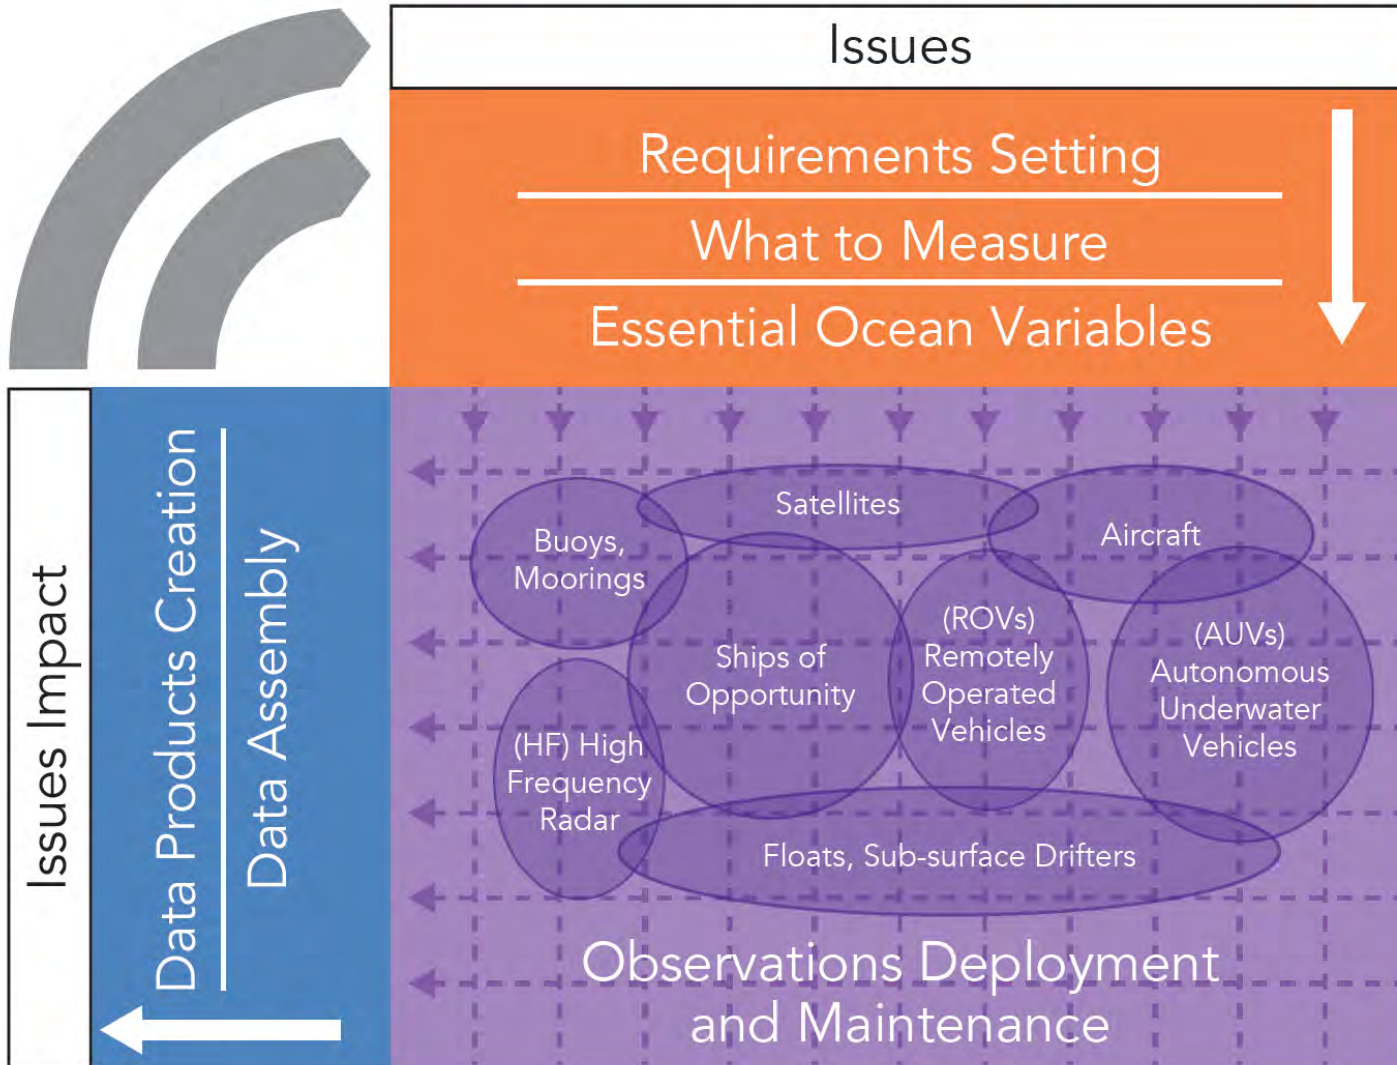 Issues
Requirements Setting
What to Measure
Essential Ocean Variables
Issues Impact
Data Products Creation
Data Assembly
Satellites
Aircraft
Buoys,
Moorings
Ships of
Opportunity
(ROVs)
Remotely
Operated
Vehicles
(AUVs)
Autonomous
Underwater
Vehicles
(HF) High
Frequency
Radar
Floats, Sub-surface Drifters
Observations Deployment
and Maintenance